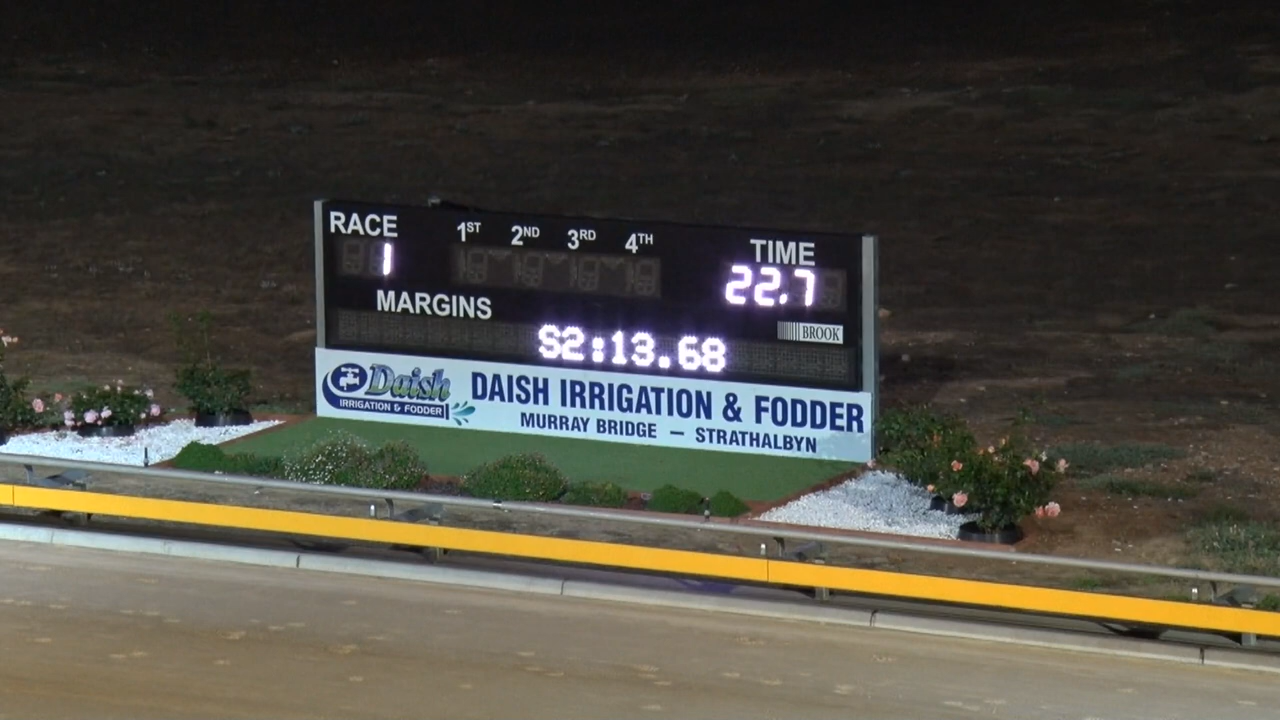 RACE 1ST 2ND 3RD 4TH TIME
1 22.7
MARGINS
BROOK
S2:13.68
Daish
IRRIGATION & FODDER
DAISH IRRIGATION & FODDER
MURRAY BRIDGE – STRATHALBYN